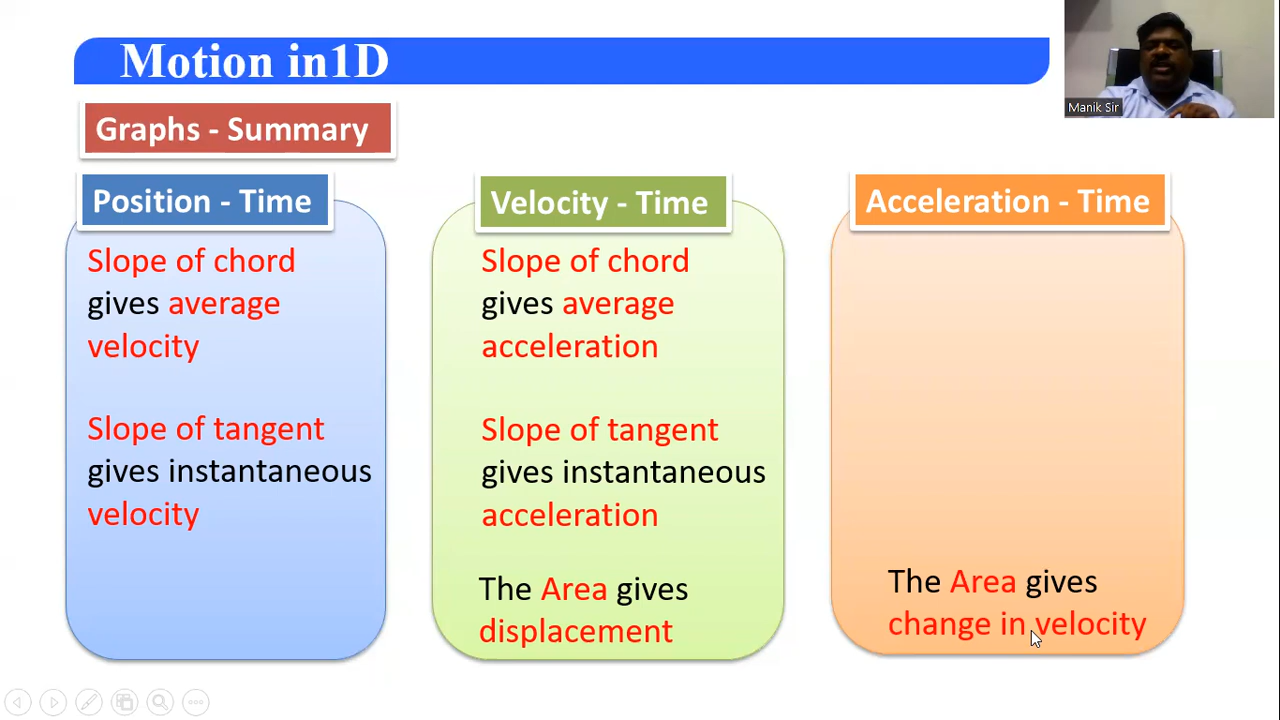 Motion in1D
Manik Sir
Graphs - Summary
Position - Time
Slope of chord
gives average
velocity
Slope of tangent
gives instantaneous
velocity
Velocity - Time
Slope of chord
gives average
acceleration
Slope of tangent
gives instantaneous
acceleration
The Area gives
displacement
Acceleration - Time
The Area gives
change in velocity